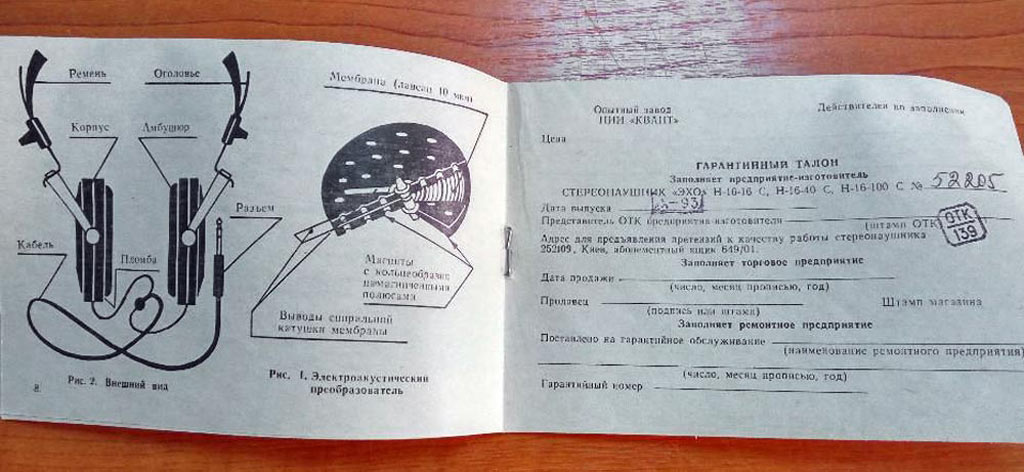 Ремень
Оголовье
Корпус
Амбушюр
Кабель
Пломба
Разъем
Рис. 2. Внешний вид
8.
Мембрана (лавсан 10 мкм)
Магниты
с кольцеобразно
намагниченными
полюсами
Выводы спиральной
катушки мембраны
Рис. 1. Электроакустический
преобразователь
Опытный завод
НИИ «КВАНТ»
Действителен по заполнении
Цена
ГАРАНТИЙНЫЙ ТАЛОН
Заполняет предприятие-изготовитель
СТЕРЕОНАУШНИК «ЭХО» Н-16-16 С, Н-16-40 С, Н-16-100 С № 52205
Дата выпуска -93
Представитель ОТК предприятия-изготовителя
(штамп ОТК)
ОТК
139
Адрес для предъявления претензий к качеству работы стереонаушника
252109, Киев, абонементный ящик 649/01.
Заполняет торговое предприятие
Дата продажи
(число, месяц прописью, год)
Продавец
Штамп магазина
(подпись или штамп)
Заполняет ремонтное предприятие
Поставлено на гарантийное обслуживание
(наименование ремонтного предприятия)
(число, месяц прописью, год)
Гарантийный номер